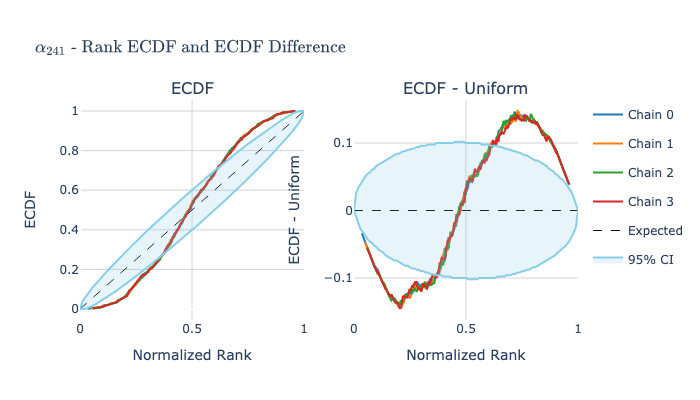 α241 - Rank ECDF and ECDF Difference
ECDF
ECDF - Uniform
ECDF
1
0.8
0.6
0.4
0.2
0
0
0.5
1
Normalized Rank
ECDF - Uniform
0.1
0
−0.1
0
0.5
1
Normalized Rank
Chain 0
Chain 1
Chain 2
Chain 3
Expected
95% CI